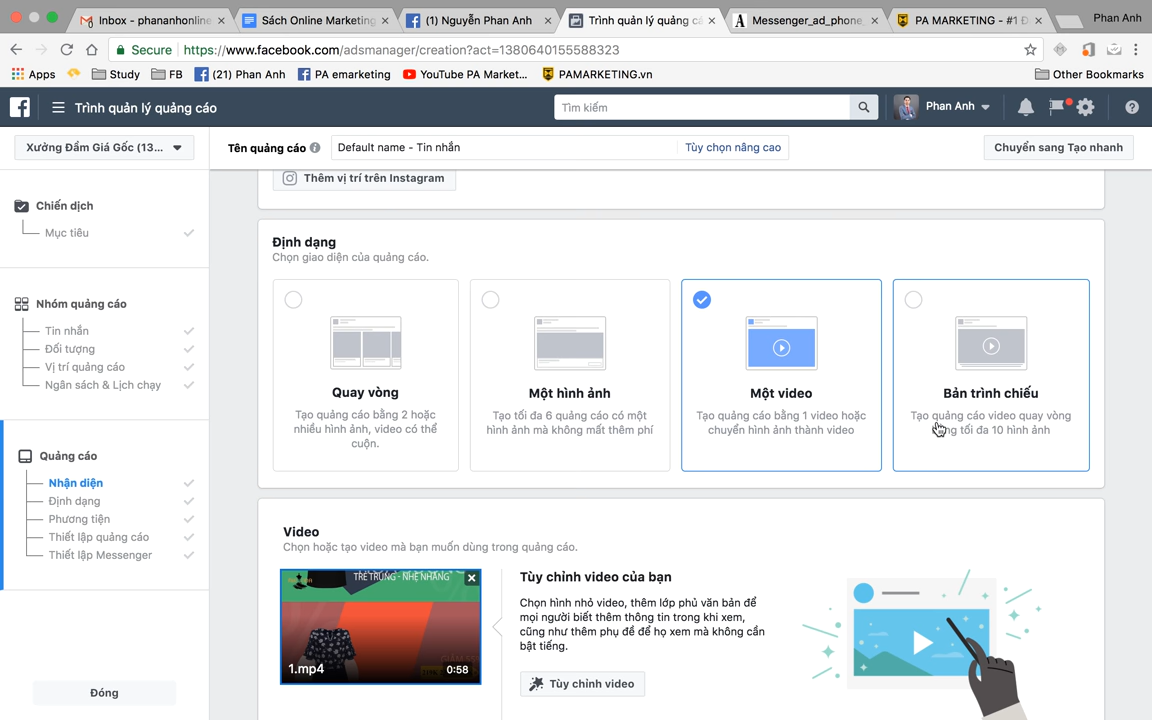 Inbox - phananhonline
Sách Online Marketing
(1) Nguyễn Phan Anh
Trình quản lý quảng cá
Messenger_ad_phone
PA MARKETING - #1 Đ
Phan Anh
Secure
https://www.facebook.com/adsmanager/creation?act=1380640155588323
Apps
Study
FB
(21) Phan Anh
PA emarketing
YouTube PA Market...
PAMARKETING.vn
Other Bookmarks
Trình quản lý quảng cáo
Tìm kiếm
Phan Anh
Xưởng Đầm Giá Gốc (13...
Tên quảng cáo
Default name - Tin nhắn
Tùy chọn nâng cao
Chuyển sang Tạo nhanh
Chiến dịch
Mục tiêu
Nhóm quảng cáo
Tin nhắn
Đối tượng
Vị trí quảng cáo
Ngân sách & Lịch chạy
Quảng cáo
Nhận diện
Định dạng
Phương tiện
Thiết lập quảng cáo
Thiết lập Messenger
Đóng
Thêm vị trí trên Instagram
Định dạng
Chọn giao diện của quảng cáo.
Quay vòng
Tạo quảng cáo bằng 2 hoặc
nhiều hình ảnh, video có thể
cuộn.
Một hình ảnh
Tạo tối đa 6 quảng cáo có một
hình ảnh mà không mất thêm phí
Một video
Tạo quảng cáo bằng 1 video hoặc
chuyển hình ảnh thành video
Bản trình chiếu
Tạo quảng cáo video quay vòng
tối đa 10 hình ảnh
Video
Chọn hoặc tạo video mà bạn muốn dùng trong quảng cáo.
TRẺ TRUNG - NHẸ NHÀNG
1.mp4
0:58
Tùy chỉnh video của bạn
Chọn hình nhỏ video, thêm lớp phủ văn bản để
mọi người biết thêm thông tin trong khi xem,
cũng như thêm phụ đề để họ xem mà không cần
bật tiếng.
Tùy chỉnh video